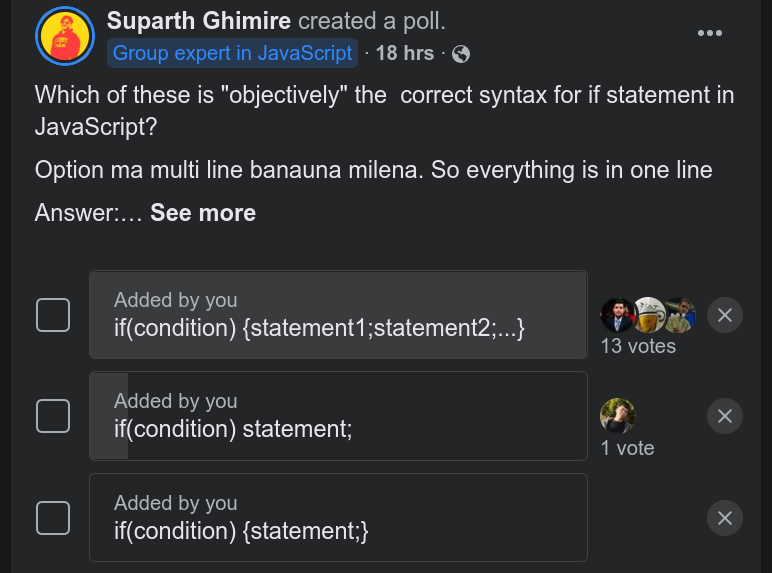 Suparth Ghimire created a poll.
Group expert in JavaScript · 18 hrs ·
Which of these is "objectively" the  correct syntax for if statement in
JavaScript?
Option ma multi line banauna milena. So everything is in one line
Answer:... See more
Added by you
if(condition) {statement1;statement2;...}
13 votes
Added by you
if(condition) statement;
1 vote
Added by you
if(condition) {statement;}